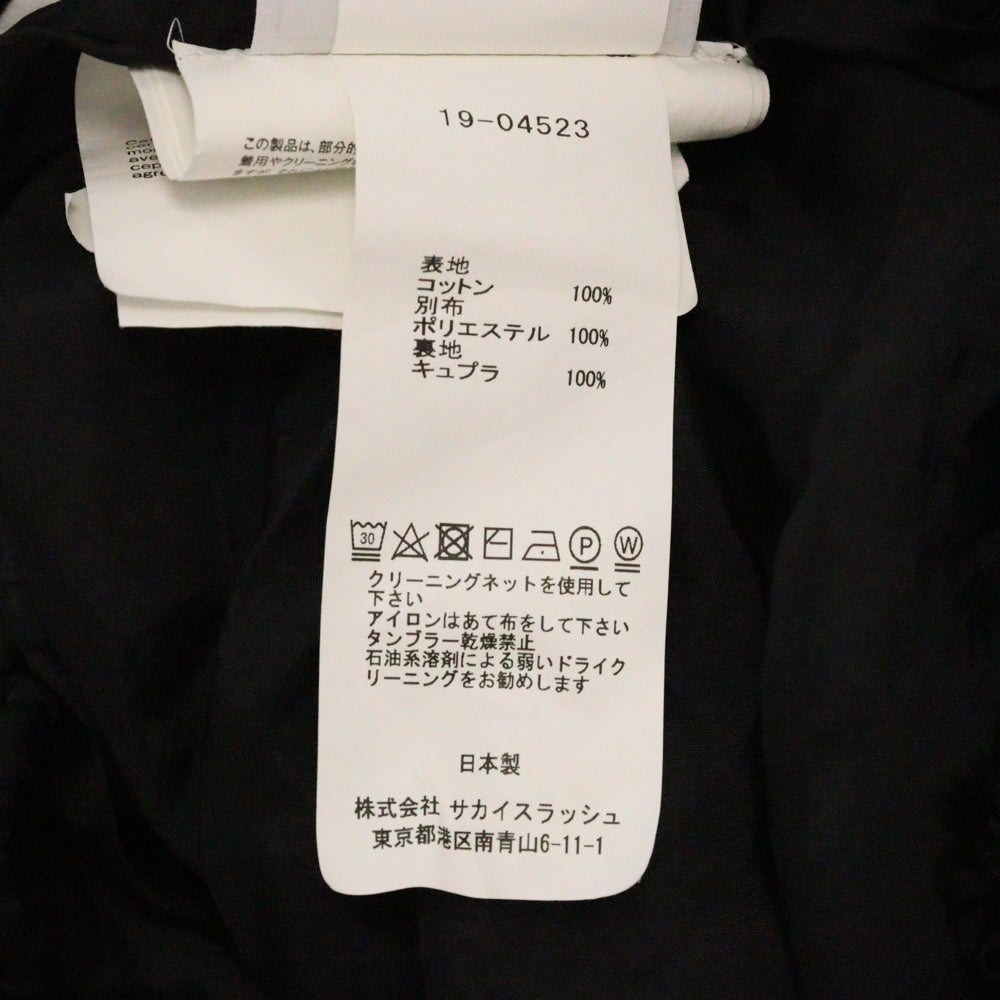 19-04523
この製品は、部分的
着用やクリーニング
ave
cep
agre
表地
コットン 100%
別布
ポリエステル 100%
裏地
キュプラ 100%
30 P W
クリーニングネットを使用して
下さい
アイロンはあて布をして下さい
タンブラー乾燥禁止
石油系溶剤による弱いドライク
リーニングをお勧めします
日本製
株式会社 サカイスラッシュ
東京都港区南青山6-11-1